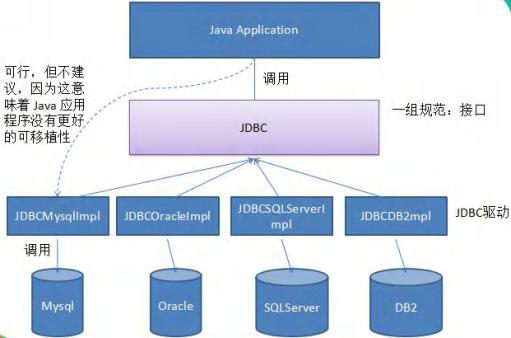 Java Application
可行，但不建
议，因为这意
味着 Java 应用
程序没有更好
的可移植性
调用
JDBC
一组规范：接口
JDBCMysqlImpl
JDBCOracleImpl
JDBCSQLServerI
mpl
JDBCDB2mpl
JDBC驱动
调用
Mysql
Oracle
SQLServer
DB2